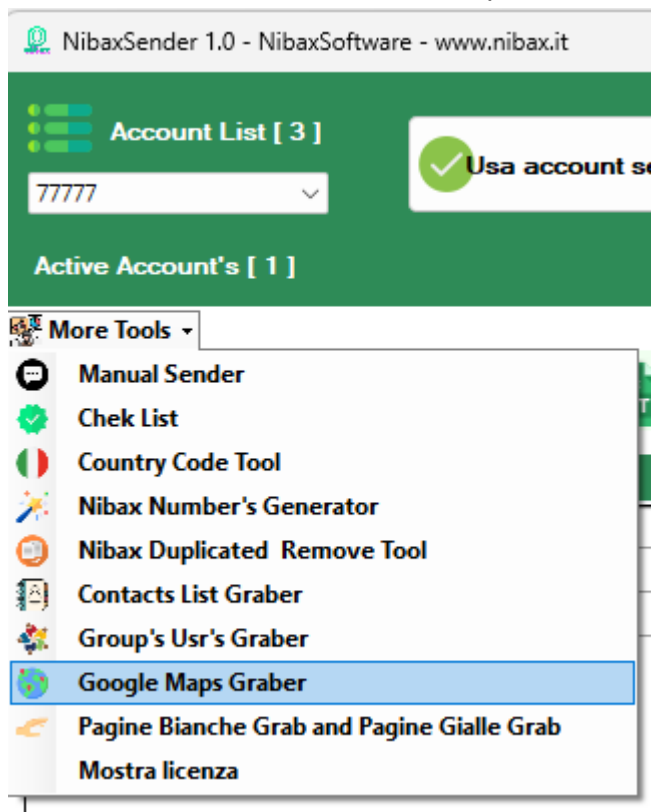 NibaxSender 1.0 - NibaxSoftware - www.nibax.it
Account List [ 3 ]
Usa account
77777
Active Account's [ 1 ]
More Tools
Manual Sender
Chek List
Country Code Tool
Nibax Number's Generator
Nibax Duplicated  Remove Tool
Contacts List Graber
Group's Usr's Graber
Google Maps Graber
Pagine Bianche Grab and Pagine Gialle Grab
Mostra licenza